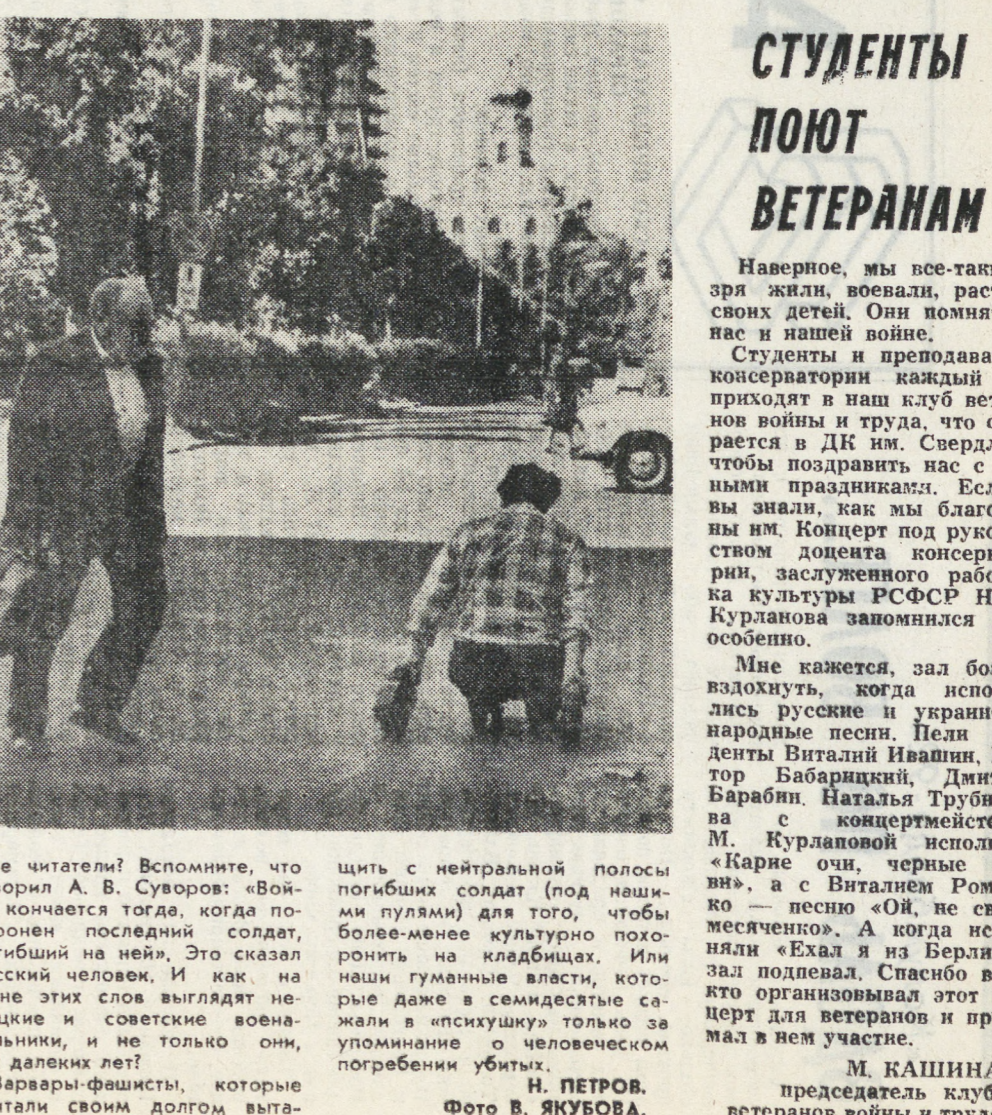 е читатели? Вспомните, что
орил А. В. Суворов: «Вой-
кончается тогда, когда по-
ронен последний солдат,
гибший на ней». Это сказал
сский человек. И как на
не этих слов выглядят не-
цкие и советские воена-
льники, и не только они,
далеких лет?
Варвары-фашисты, которые
итали своим долгом выта-
щить с нейтральной полосы
погибших солдат (под наши-
ми пулями) для того, чтобы
более-менее культурно похо-
ронить на кладбищах. Или
наши гуманные власти, кото-
рые даже в семидесятые са-
жали в «психушку» только за
упоминание о человеческом
погребении убитых.
Н. ПЕТРОВ.
Фото В. ЯКУБОВА.
СТУДЕНТЫ
ПОЮТ
ВЕТЕРАНАМ
Наверное, мы все-таки
зря жили, воевали, раст
своих детей. Они помня
нас и нашей войне.
Студенты и преподава
консерватории каждый
приходят в наш клуб вет
нов войны и труда, что с
рается в ДК им. Свердл
чтобы поздравить нас с
ными праздниками. Есл
вы знали, как мы благо
ны им. Концерт под руко
ством доцента консер
рии, заслуженного рабо
ка культуры РСФСР Н
Курланова запомнился
особенно.
Мне кажется, зал бо
вздохнуть, когда испо
лись русские и украин
народные песни. Пели
денты Виталий Ивашин,
тор Бабарицкий, Дми
Барабин. Наталья Труби
ва с концертмейсте
М. Курлаповой исполн
«Карие очи, черные
ви», а с Виталием Ром
ко — песню «Ой, не св
месяченко». А когда ис
няли «Ехал я из Берли
зал подпевал. Спасибо в
кто организовывал этот
церт для ветеранов и пр
мал в нем участие.
М. КАШИНА
председатель клуб
ветеранов войны и труда